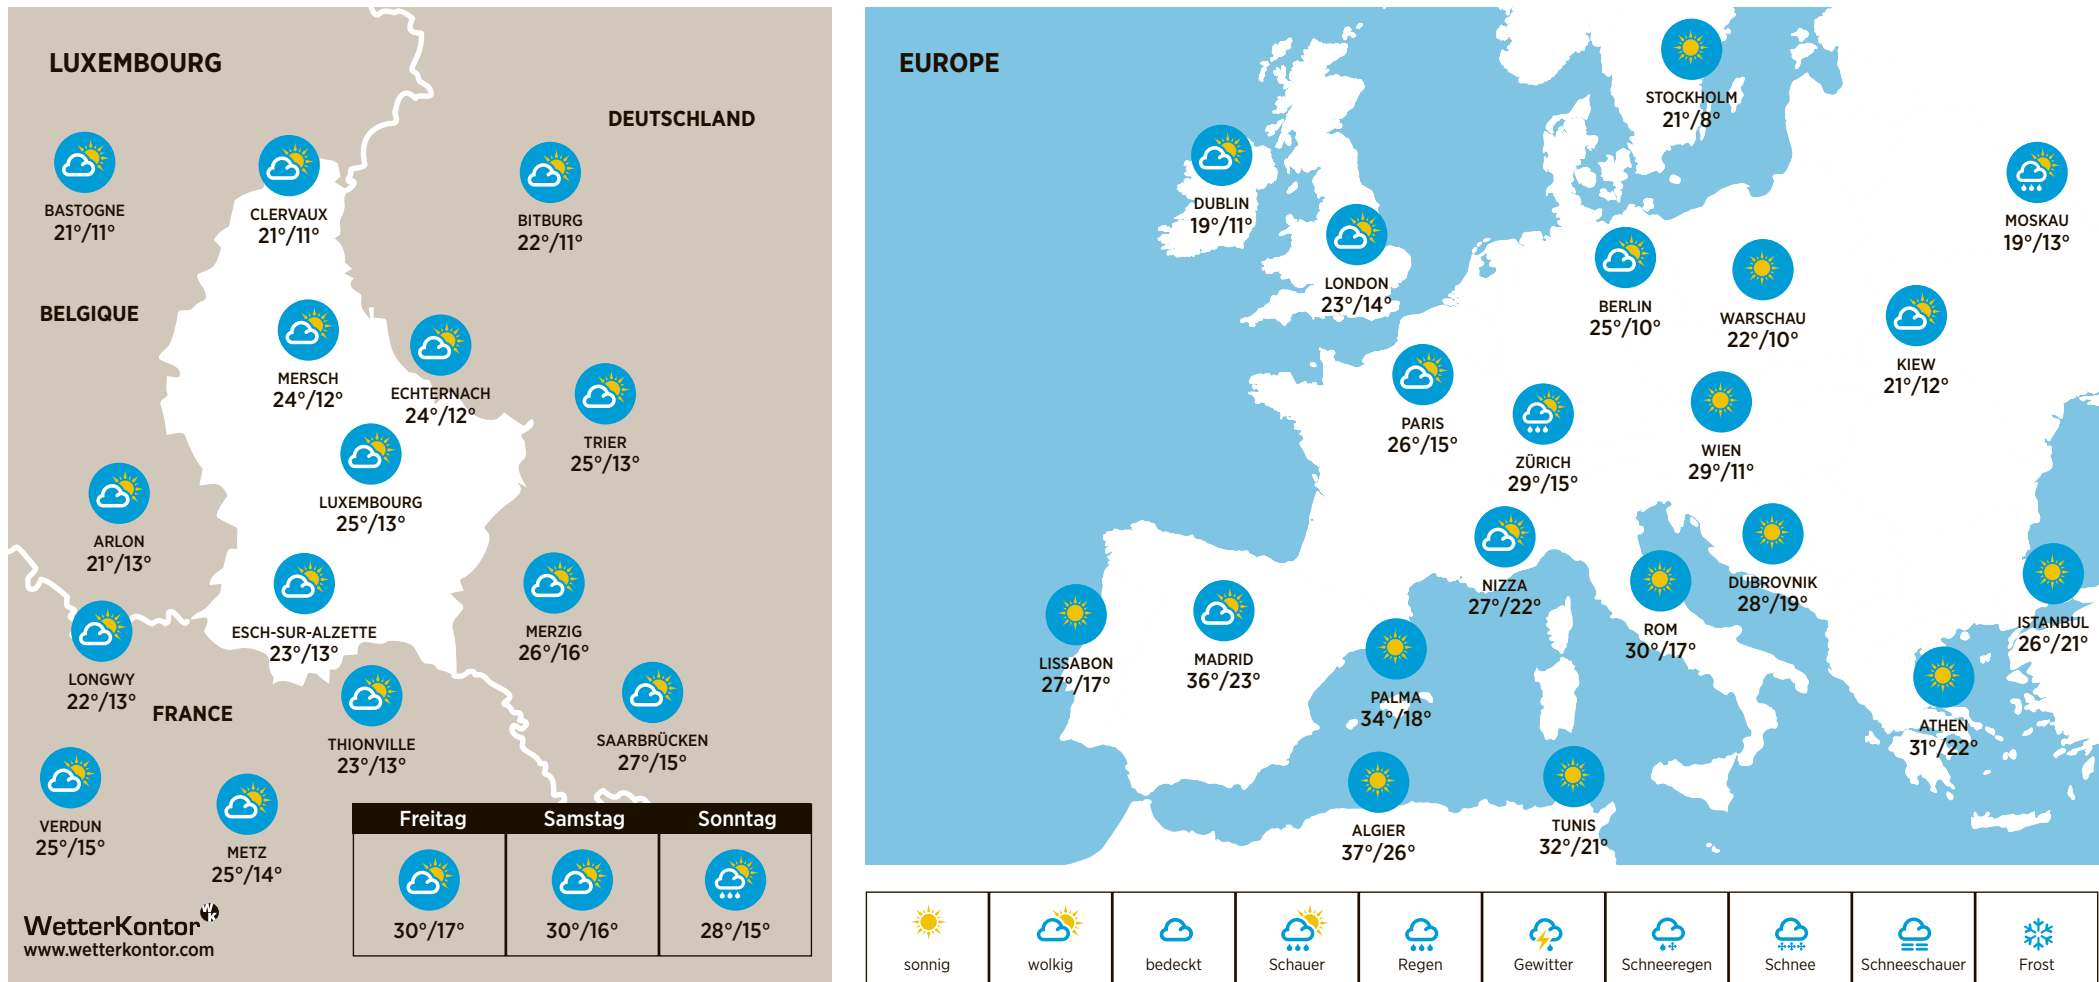 LUXEMBOURG
DEUTSCHLAND
BASTOGNE
21°/11°
CLERVAUX
21°/11°
BITBURG
22°/11°
BELGIQUE
MERSCH
24°/12°
ECHTERNACH
24°/12°
TRIER
25°/13°
LUXEMBOURG
25°/13°
ARLON
21°/13°
ESCH-SUR-ALZETTE
23°/13°
MERZIG
26°/16°
LONGWY
22°/13°
FRANCE
THIONVILLE
23°/13°
SAARBRÜCKEN
27°/15°
VERDUN
25°/15°
METZ
25°/14°
Freitag
Samstag
Sonntag
30°/17°
30°/16°
28°/15°
WetterKontor WK
www.wetterkontor.com
EUROPE
STOCKHOLM
21°/8°
DUBLIN
19°/11°
MOSKAU
19°/13°
LONDON
23°/14°
BERLIN
25°/10°
WARSCHAU
22°/10°
KIEW
21°/12°
PARIS
26°/15°
ZÜRICH
29°/15°
WIEN
29°/11°
NIZZA
27°/22°
DUBROVNIK
28°/19°
ISTANBUL
26°/21°
ROM
30°/17°
LISSABON
27°/17°
MADRID
36°/23°
PALMA
34°/18°
ATHEN
31°/22°
ALGIER
37°/26°
TUNIS
32°/21°
sonnig
wolkig
bedeckt
Schauer
Regen
Gewitter
Schneeregen
Schnee
Schneeschauer
Frost